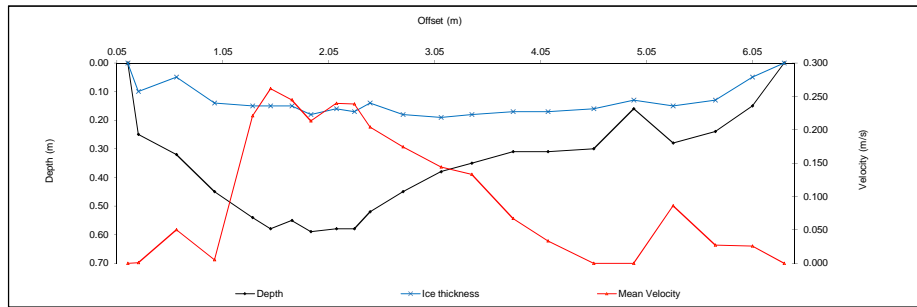 Offset (m)
0.05 1.05 2.05 3.05 4.05 5.05 6.05
0.00 0.300
0.10 0.250
0.20 0.200
0.30 0.150
0.40 0.100
0.50 0.050
0.60 0.000
0.70
Depth (m)
Velocity (m/s)
Depth Ice thickness Mean Velocity